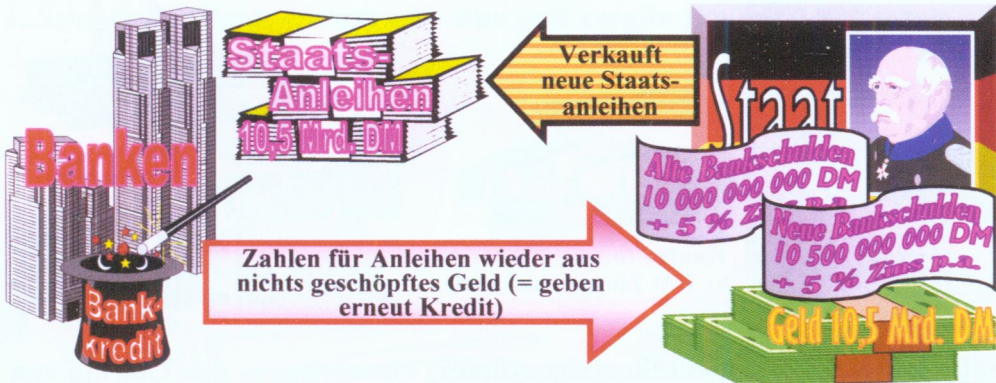 Staats-
Anleihen
10,5 Mrd. DM
Verkauft
neue Staats-
anleihen
Staat
Banken
Alte Bankschulden
10 000 000 000 DM
+ 5 % Zins p.a.
Neue Bankschulden
10 500 000 000 DM
+ 5 % Zins p.a.
Zahlen für Anleihen wieder aus
nichts geschöpftes Geld (= geben
erneut Kredit)
Bank-
kredit
Geld 10,5 Mrd. DM